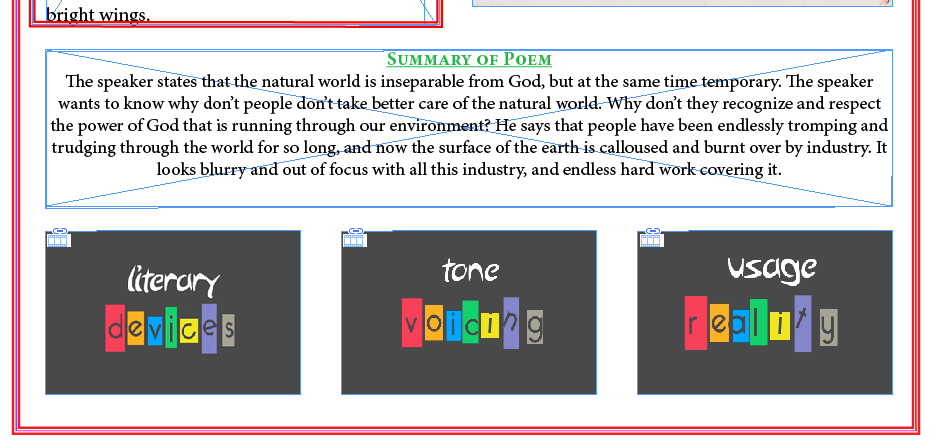 bright wings.
Summary of Poem
The speaker states that the natural world is inseparable from God, but at the same time temporary. The speaker
wants to know why don't people don't take better care of the natural world. Why don't they recognize and respect
the power of God that is running through our environment? He says that people have been endlessly tromping and
trudging through the world for so long, and now the surface of the earth is calloused and burnt over by industry. It
looks blurry and out of focus with all this industry, and endless hard work covering it.
literary
devices
tone
voicing
usage
reality